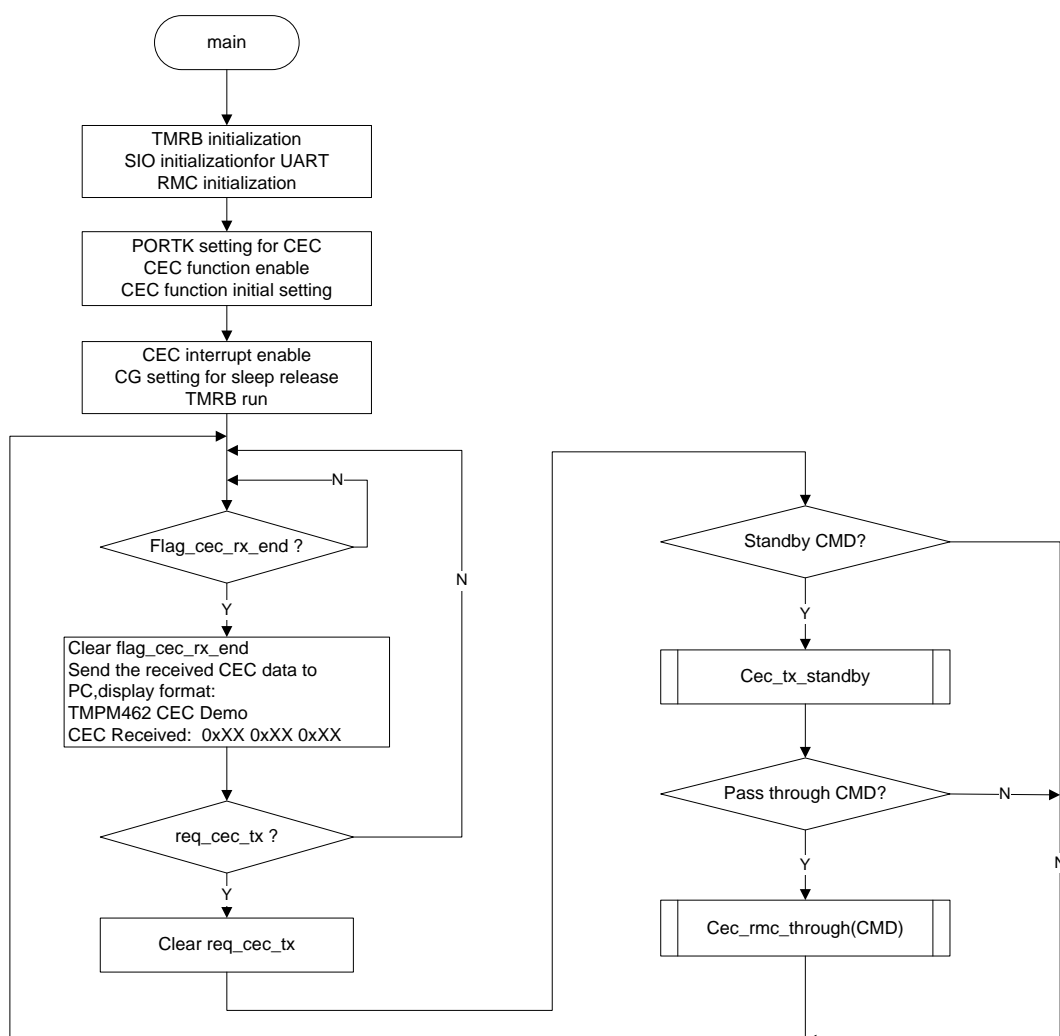 main
TMRB initialization
SIO initializationfor UART
RMC initialization
PORTK setting for CEC
CEC function enable
CEC function initial setting
CEC interrupt enable
CG setting for sleep release
TMRB run
N
Flag_cec_rx_end ?
Y
Clear flag_cec_rx_end
Send the received CEC data to
PC,display format:
TMPM462 CEC Demo
CEC Received:  0xXX 0xXX 0xXX
N
req_cec_tx ?
Y
Clear req_cec_tx
Standby CMD?
Y
Cec_tx_standby
Pass through CMD?
N
Y
N
Cec_rmc_through(CMD)